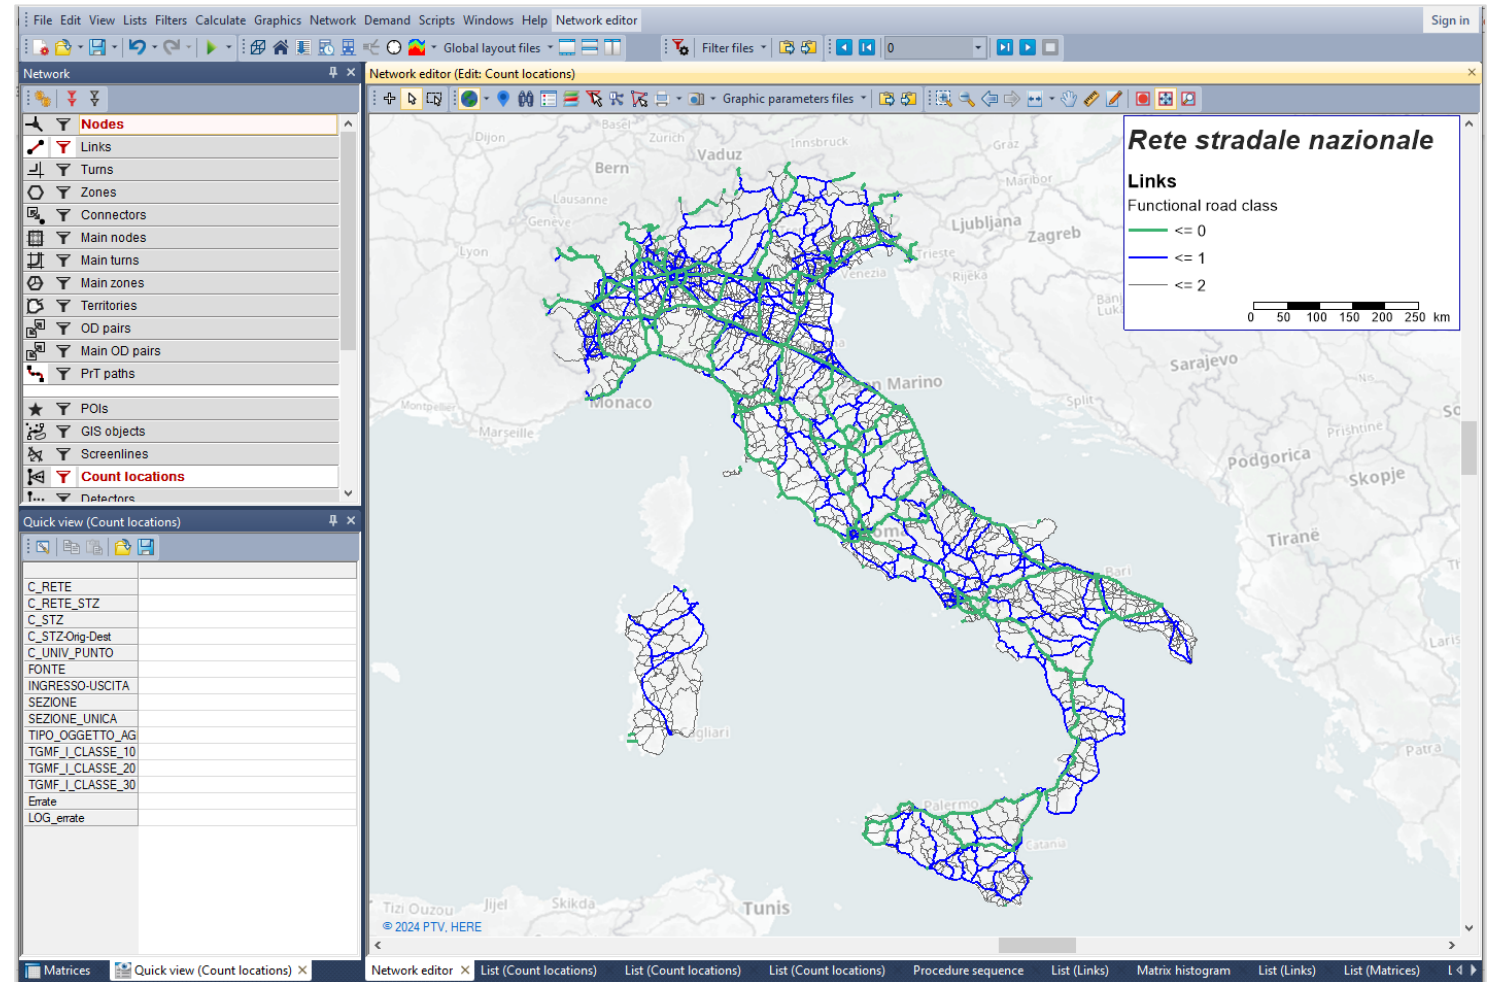 File Edit View Lists Filters Calculate Graphics Network Demand Scripts Windows Help Network editor Sign in
Global layout files Filter files 0
Network
Network editor (Edit: Count locations)
Graphic parameters files
Nodes
Links
Turns
Zones
Connectors
Main nodes
Main turns
Main zones
Territories
OD pairs
Main OD pairs
PrT paths
POIs
GIS objects
Screenlines
Count locations
Detectors
Quick view (Count locations)
C_RETE
C_RETE_STZ
C_STZ
C_STZ-Orig-Dest
C_UNIV_PUNTO
FONTE
INGRESSO-USCITA
SEZIONE
SEZIONE_UNICA
TIPO_OGGETTO_AG
TGMF_I_CLASSE_10
TGMF_I_CLASSE_20
TGMF_I_CLASSE_30
Errate
LOG_errate
Rete stradale nazionale
Links
Functional road class
<= 0
<= 1
<= 2
0 50 100 150 200 250 km
Basel
Dijon
Zurich
Innsbruck
Graz
Vaduz
Bern
Maribor
Lausanne
Genève
Ljubljana
Zagreb
Lyon
Trieste
Venezia
Rijeka
Banj
Luka
Sarajevo
Nis
San Marino
Monaco
Montpellier
Split
Marseille
Prishtine
Podgorica
Skopje
Tirane
Bari
Laris
Cagliari
Patra
Palermo
Catania
Tizi Ouzou
Jijel
Skikda
Tunis
© 2024 PTV, HERE
Matrices Quick view (Count locations) Network editor List (Count locations) List (Count locations) List (Count locations) Procedure sequence List (Links) Matrix histogram List (Links) List (Matrices) L